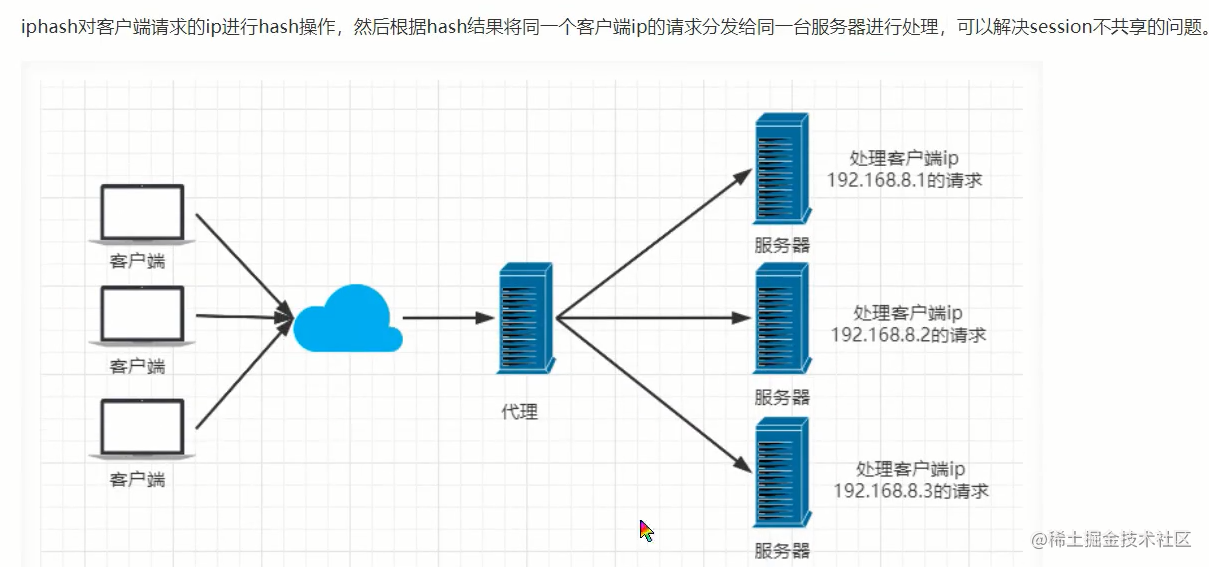 iphash对客户端请求的ip进行hash操作，然后根据hash结果将同一个客户端ip的请求分发给同一台服务器进行处理，可以解决session不共享的问题。
处理客户端ip
192.168.8.1的请求
服务器
客户端
处理客户端ip
192.168.8.2的请求
客户端
服务器
代理
处理客户端ip
192.168.8.3的请求
客户端
服务器
@稀土掘金技术社区